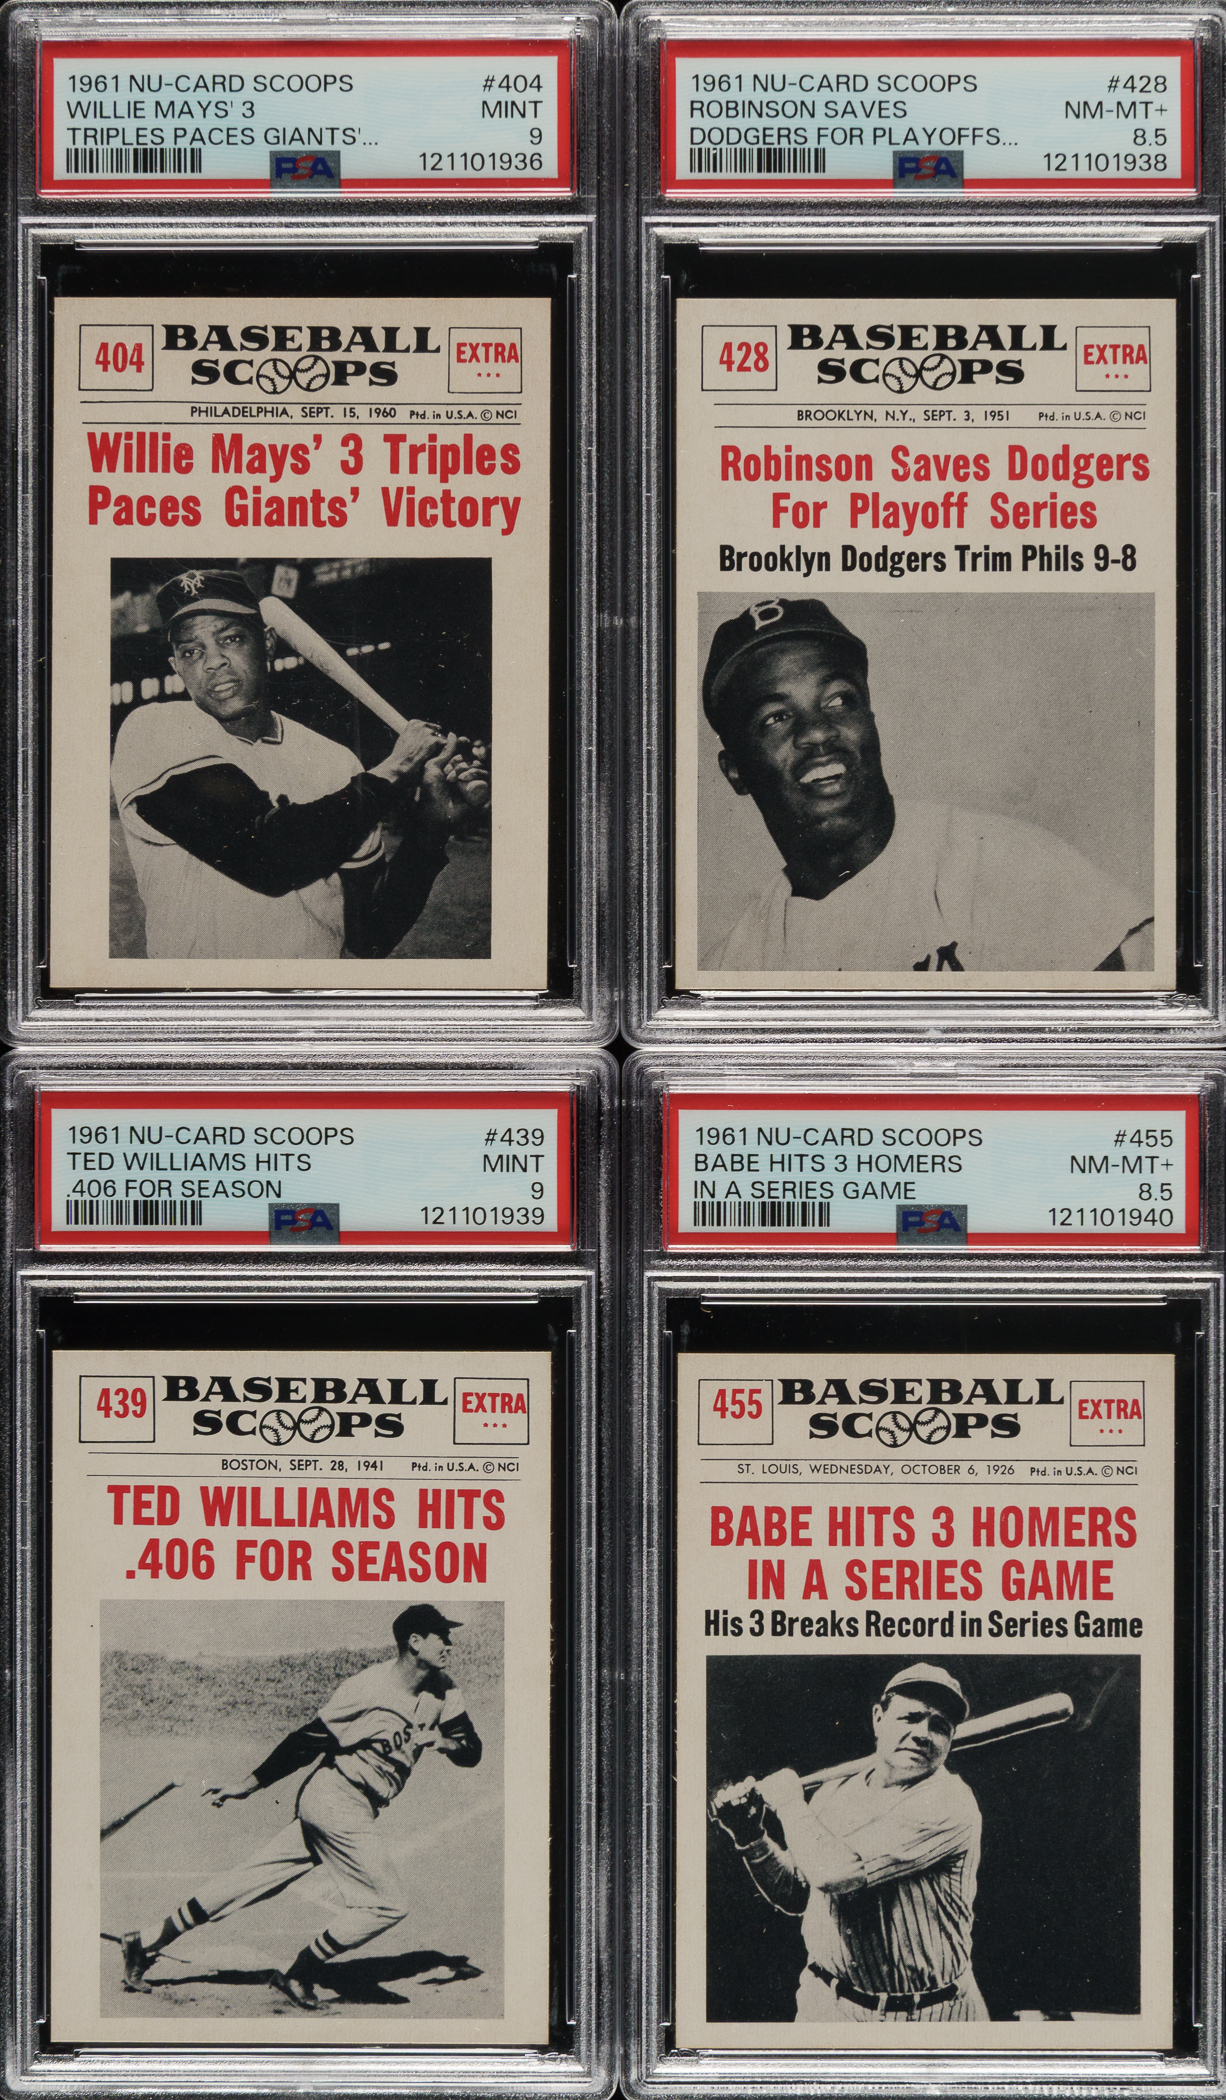 1961 NU-CARD SCOOPS #404
WILLIE MAYS' 3 MINT
TRIPLES PACES GIANTS'... 9
PSA 121101936
404 BASEBALL SCOOPS EXTRA
PHILADELPHIA, SEPT. 15, 1960 Ptd. in U.S.A. © NCI
Willie Mays' 3 Triples
Paces Giants' Victory
NY
1961 NU-CARD SCOOPS #428
ROBINSON SAVES NM-MT+
DODGERS FOR PLAYOFFS... 8.5
PSA 121101938
428 BASEBALL SCOOPS EXTRA
BROOKLYN, N.Y., SEPT. 3, 1951 Ptd. in U.S.A. © NCI
Robinson Saves Dodgers
For Playoff Series
Brooklyn Dodgers Trim Phils 9-8
B
1961 NU-CARD SCOOPS #439
TED WILLIAMS HITS MINT
.406 FOR SEASON 9
PSA 121101939
439 BASEBALL SCOOPS EXTRA
BOSTON, SEPT. 28, 1941 Ptd. in U.S.A. © NCI
TED WILLIAMS HITS
.406 FOR SEASON
BOST
1961 NU-CARD SCOOPS #455
BABE HITS 3 HOMERS NM-MT+
IN A SERIES GAME 8.5
PSA 121101940
455 BASEBALL SCOOPS EXTRA
ST. LOUIS, WEDNESDAY, OCTOBER 6, 1926 Ptd. in U.S.A. © NCI
BABE HITS 3 HOMERS
IN A SERIES GAME
His 3 Breaks Record in Series Game